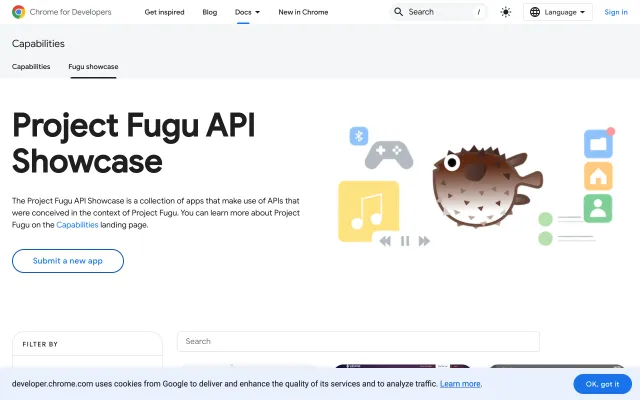 Chrome for Developers
Get inspired
Blog
Docs
New in Chrome
Search
/
Language
Sign in
Capabilities
Capabilities
Fugu showcase
Project Fugu API
Showcase
The Project Fugu API Showcase is a collection of apps that make use of APIs that
were conceived in the context of Project Fugu. You can learn more about Project
Fugu on the Capabilities landing page.
Submit a new app
FILTER BY
Search
developer.chrome.com uses cookies from Google to deliver and enhance the quality of its services and to analyze traffic. Learn more.
OK, got it